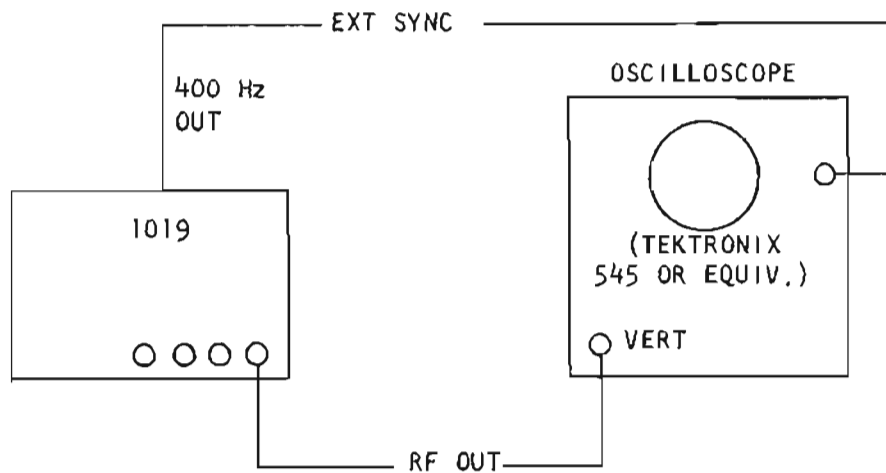 EXT SYNC
400 Hz
OUT
OSCILLOSCOPE
1019
(TEKTRONIX
545 OR EQUIV.)
VERT
RF OUT